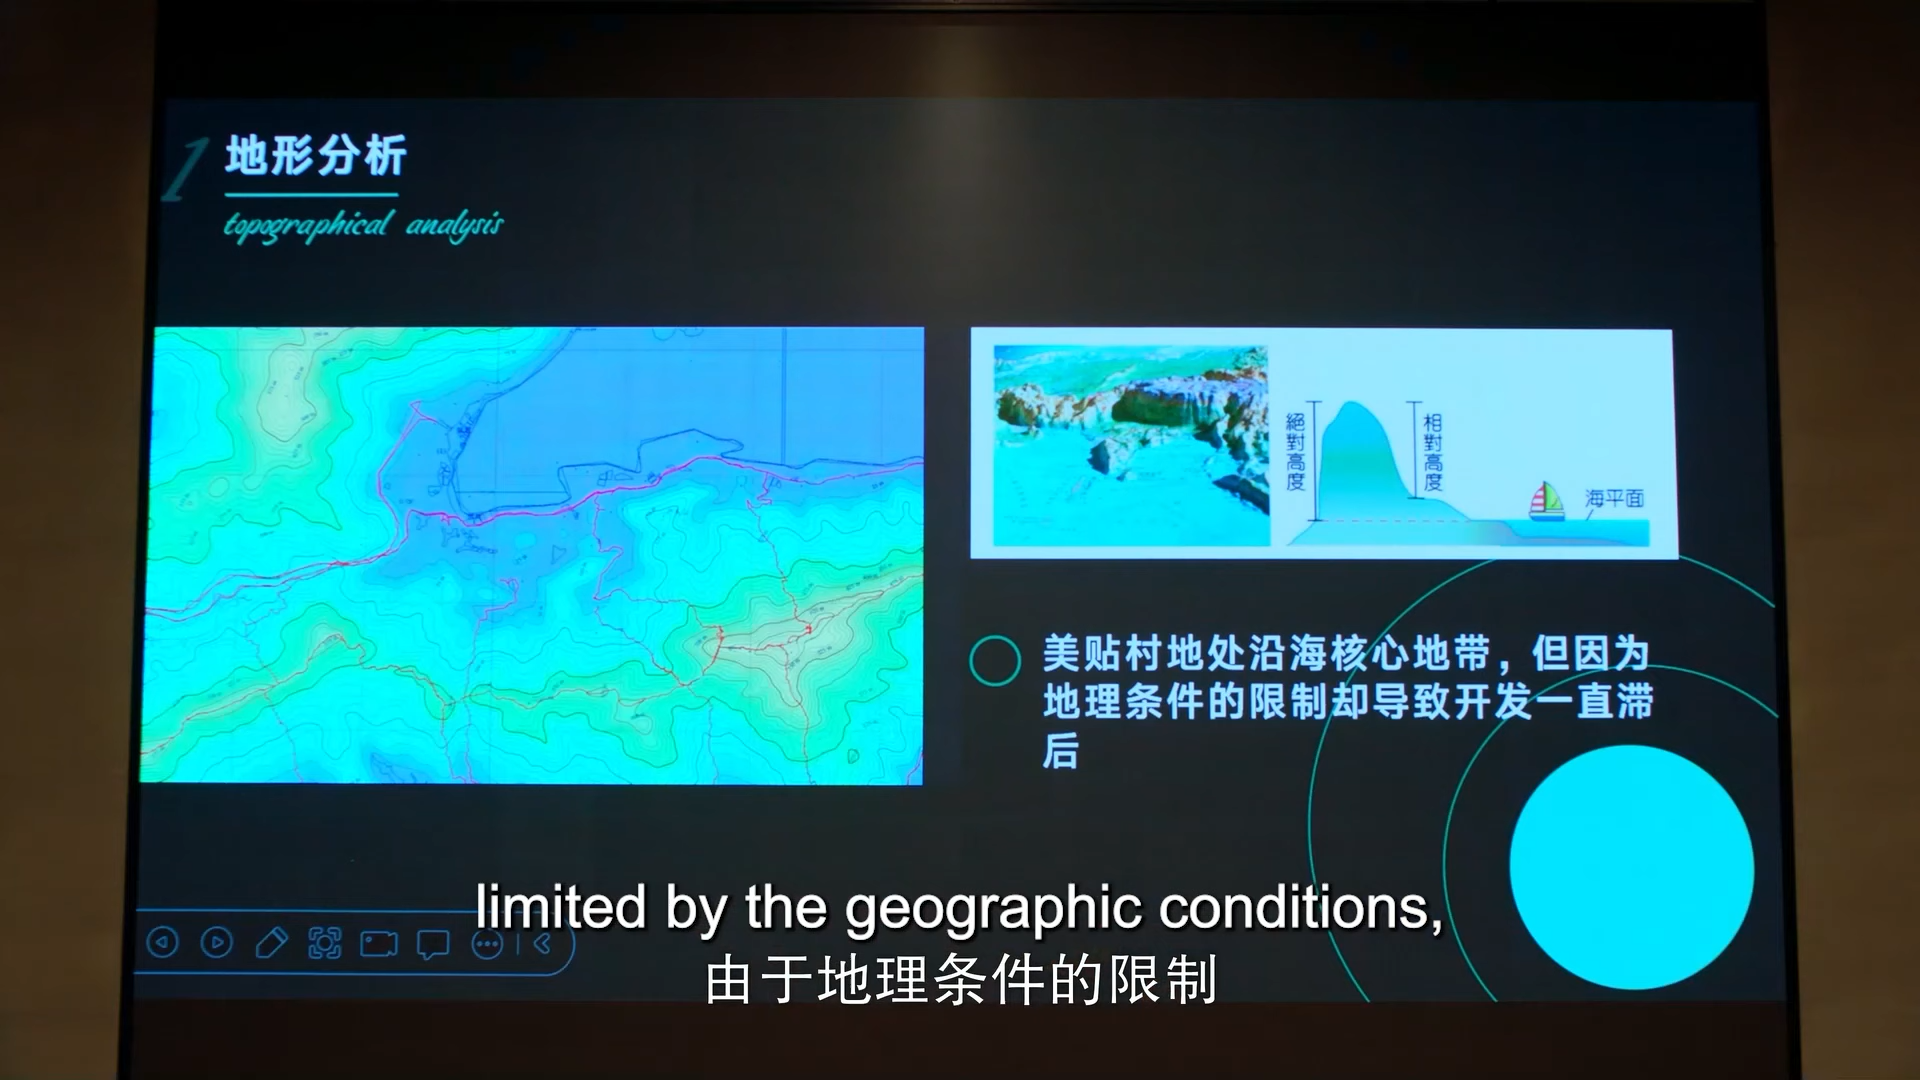 1
地形分析
topographical analysis
絕對高度
相對高度
海平面
美贴村地处沿海核心地带，但因为
地理条件的限制却导致开发一直滞
后
limited by the geographic conditions,
由于地理条件的限制